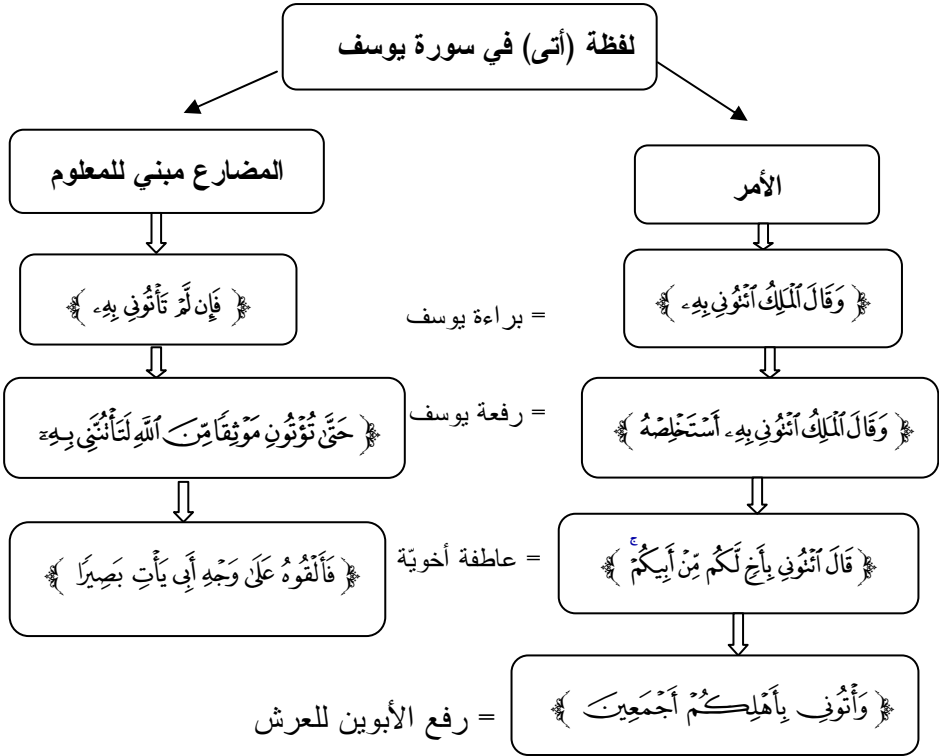 لفظة (أتى) في سورة يوسف
الأمر
المضارع مبني للمعلوم
﴿ وَقَالَ ٱلْمَلِكُ ٱئْتُونِي بِهِۦ ﴾
= براءة يوسف
﴿ فَإِن لَّمْ تَأْتُونِي بِهِۦ ﴾
﴿ وَقَالَ ٱلْمَلِكُ ٱئْتُونِي بِهِۦ أَسْتَخْلِصْهُ ﴾
= رفعة يوسف
﴿ حَتَّىٰ تُؤْتُونِ مَوْثِقًا مِّنَ ٱللَّهِ لَتَأْتُنَّنِي بِهِۦٓ
﴿ قَالَ ٱئْتُونِي بِأَخٍ لَّكُم مِّنْ أَبِيكُمْ ۚ ﴾
= عاطفة أخويّة
﴿ فَأَلْقُوهُ عَلَىٰ وَجْهِ أَبِي يَأْتِ بَصِيرًا ﴾
﴿ وَأْتُونِي بِأَهْلِكُمْ أَجْمَعِينَ ﴾
= رفع الأبوين للعرش